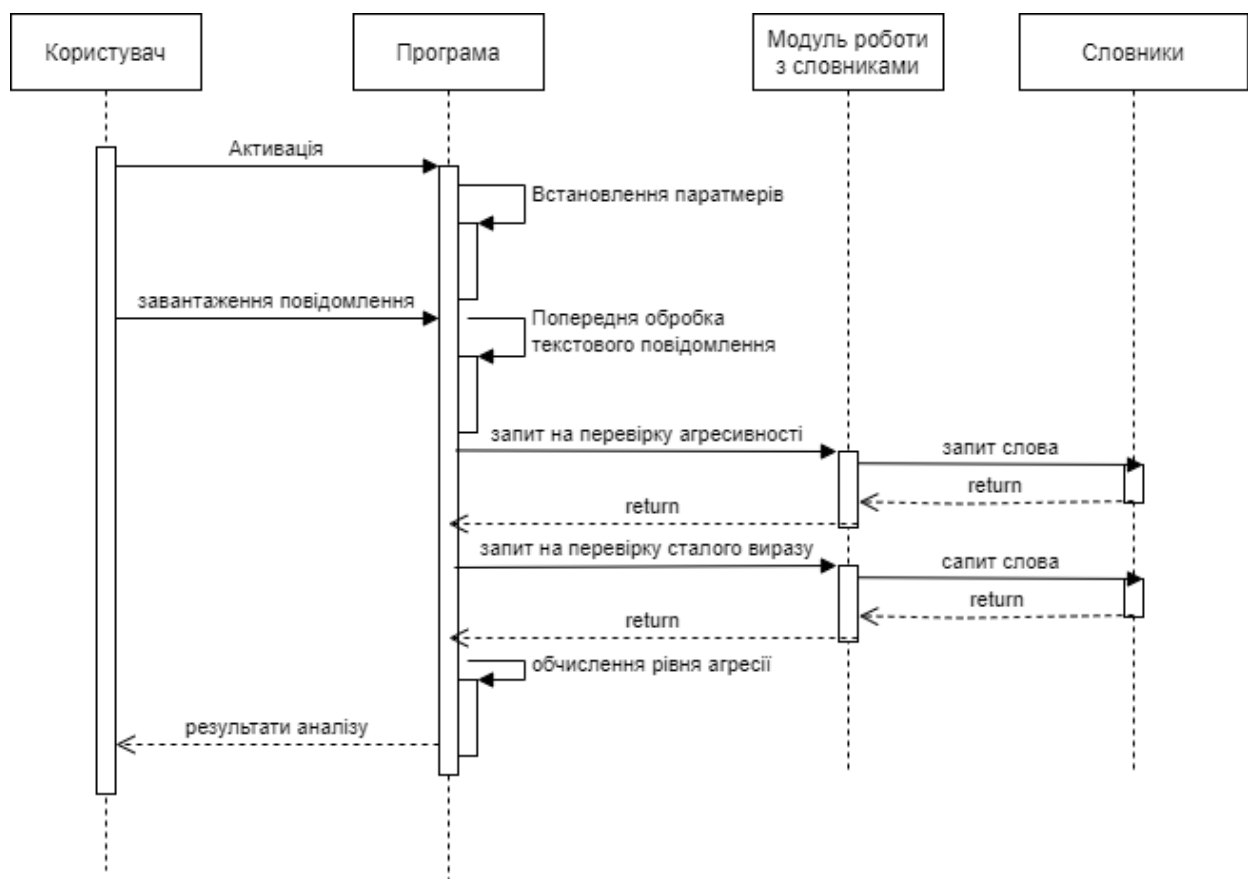 Користувач
Програма
Модуль роботи
з словниками
Словники
Активація
Встановлення паратмерів
завантаження повідомлення
Попередня обробка
текстового повідомлення
запит на перевірку агресивності
запит слова
return
return
запит на перевірку сталого виразу
сапит слова
return
return
обчислення рівня агресії
результати аналізу